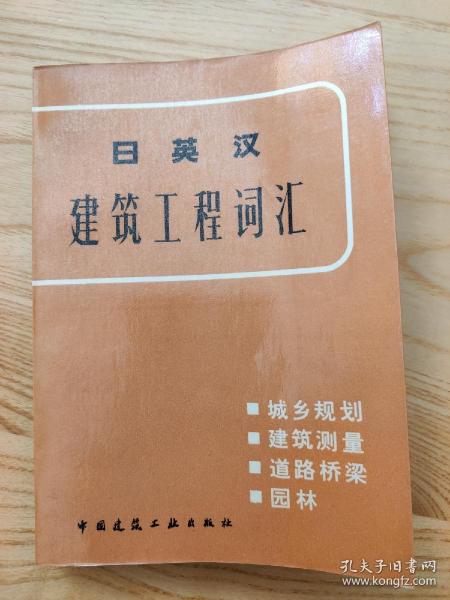 日英汉
建筑工程词汇
■城乡规划
■建筑测量
■道路桥梁
■园林
中国建筑工业出版社
孔夫子旧书网
www.kongfz.com